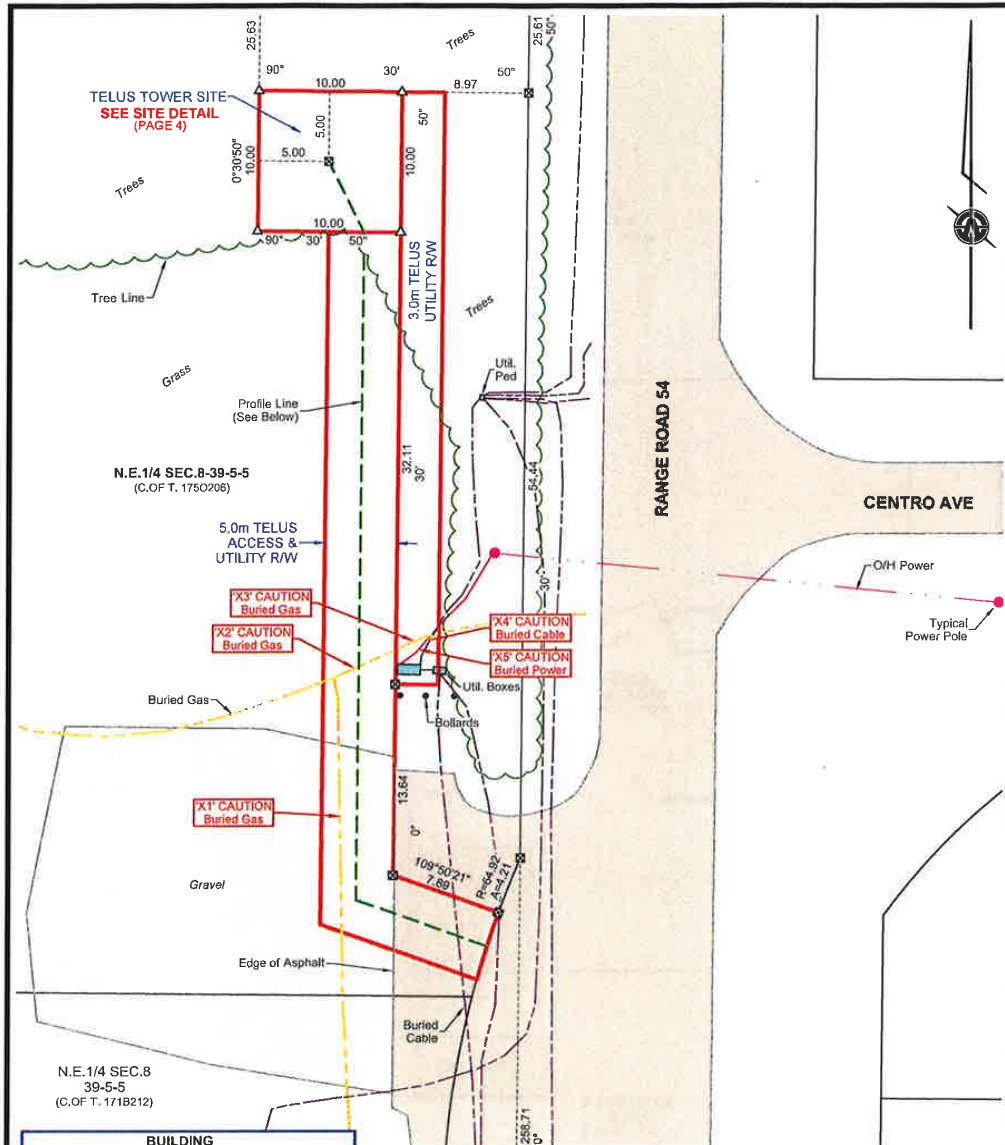 25.63
Trees
25.61
50"
90°
10.00
30'
50"
8.97
TELUS TOWER SITE
SEE SITE DETAIL
(PAGE 4)
5.00
50"
0°30'50"
10.00
5.00
10.00
Trees
10.00
90°
30'
50"
3.0m TELUS
UTILITY R/W
Tree Line
Trees
Grass
Util.
Ped
Profile Line
(See Below)
RANGE ROAD 54
N.E.1/4 SEC.8-39-5-5
(C.OF T. 175O206)
32.11
30'
54.44
CENTRO AVE
5.0m TELUS
ACCESS &
UTILITY R/W
O/H Power
30'
'X3' CAUTION
Buried Gas
'X4' CAUTION
Buried Cable
Typical
Power Pole
'X2' CAUTION
Buried Gas
'X5' CAUTION
Buried Power
Util. Boxes
Buried Gas
Bollards
13.64
'X1' CAUTION
Buried Gas
0°
109°50'21"
7.89
R=54.92
A=4.21
Gravel
Edge of Asphalt
Buried
Cable
N.E.1/4 SEC.8
39-5-5
(C.OF T. 171B212)
258.71
0°
BUILDING